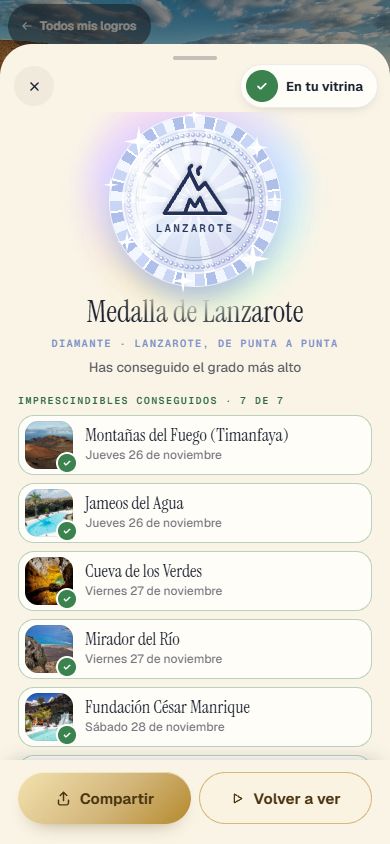 ← Todos mis logros
En tu vitrina
LANZAROTE
Medalla de Lanzarote
DIAMANTE · LANZAROTE, DE PUNTA A PUNTA
Has conseguido el grado más alto
IMPRESCINDIBLES CONSEGUIDOS · 7 DE 7
Montañas del Fuego (Timanfaya)
Jueves 26 de noviembre
Jameos del Agua
Jueves 26 de noviembre
Cueva de los Verdes
Viernes 27 de noviembre
Mirador del Río
Viernes 27 de noviembre
Fundación César Manrique
Sábado 28 de noviembre
Compartir
Volver a ver